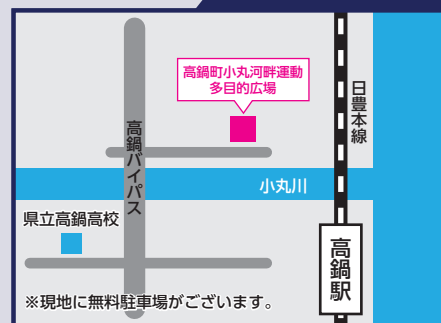 高鍋町小丸河畔運動
多目的広場
日豊本線
高鍋バイパス
小丸川
県立高鍋高校
高鍋駅
※現地に無料駐車場がございます。